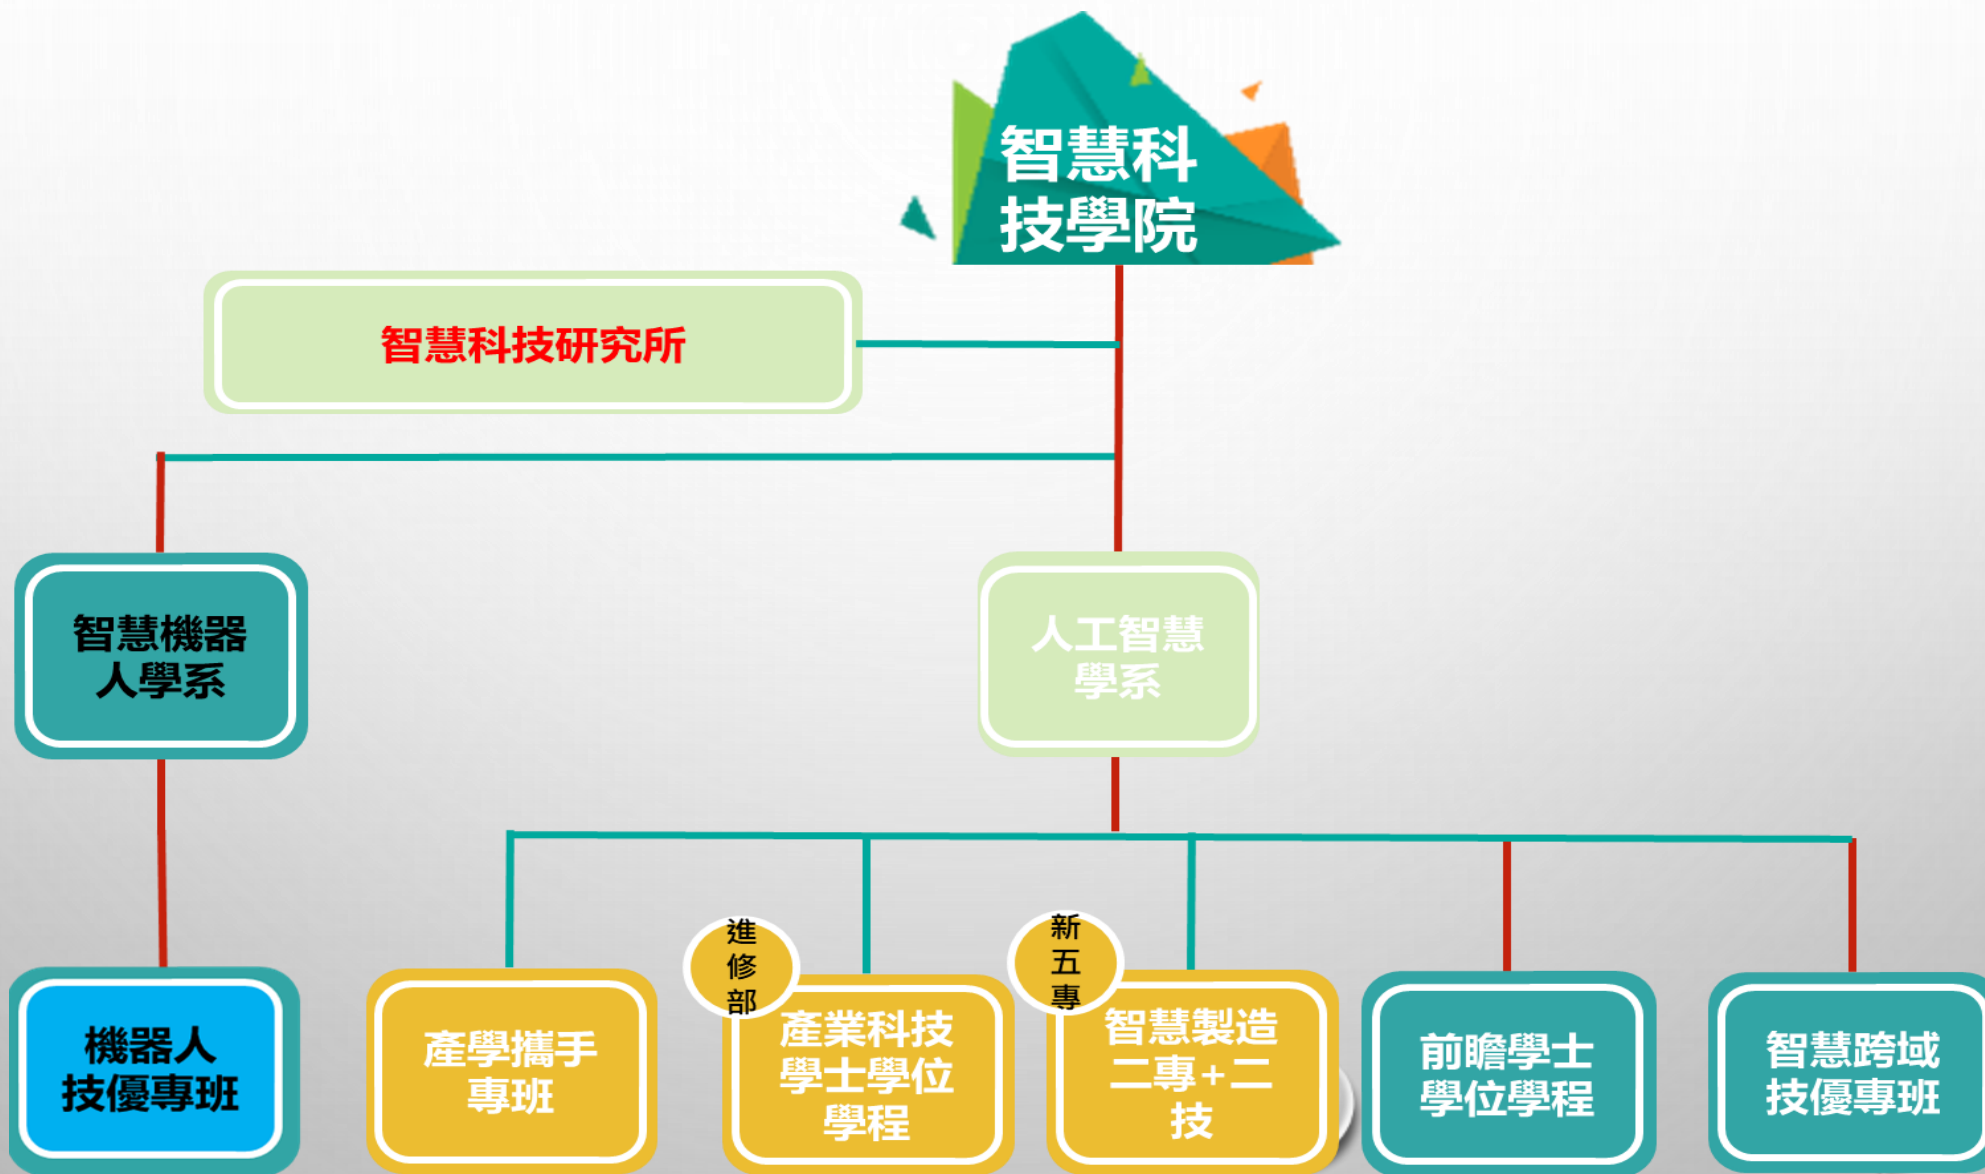 智慧科
技學院
智慧科技研究所
智慧機器
人學系
人工智慧
學系
機器人
技優專班
產學攜手
專班
進
修
部
產業科技
學士學位
學程
新
五
專
智慧製造
二專+二
技
前瞻學士
學位學程
智慧跨域
技優專班